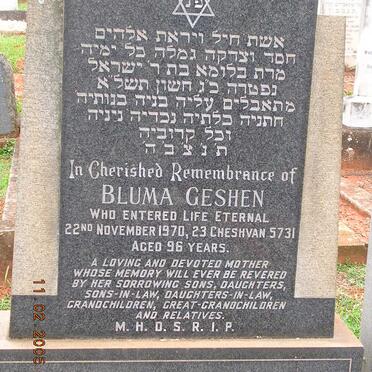 פ נ
אשת חיל ויראת אלהים
חסד וצדקה גמלה כל ימיה
מרת בלומא בת ר ישראל
נפטרה כ"ג חשון תשל"א
מתאבלים עליה בניה בנותיה
חתניה כלתיה נכדיה ניניה
וכל קרוביה
ת נ צ ב ה
In Cherished Remembrance of
BLUMA GESHEN
WHO ENTERED LIFE ETERNAL
22ND NOVEMBER 1970, 23 CHESHVAN 5731
AGED 96 YEARS.
A LOVING AND DEVOTED MOTHER
WHOSE MEMORY WILL EVER BE REVERED
BY HER SORROWING SONS, DAUGHTERS,
SONS-IN-LAW, DAUGHTERS-IN-LAW,
GRANDCHILDREN, GREAT-GRANDCHILDREN
AND RELATIVES.
M.H.D.S.R.I.P.
11 02 2005